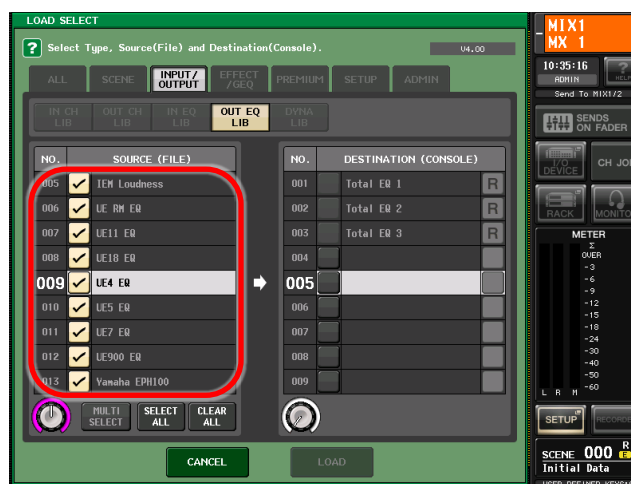 LOAD SELECT
? Select Type, Source(File) and Destination(Console).
V4.00
ALL SCENE INPUT/ OUTPUT EFFECT /GEQ PREMIUM SETUP ADMIN
IN CH LIB OUT CH LIB IN EQ LIB OUT EQ LIB DYNA LIB
NO. SOURCE (FILE) NO. DESTINATION (CONSOLE)
005 IEM Loudness 001 Total EQ 1 R
006 UE RM EQ 002 Total EQ 2 R
007 UE11 EQ 003 Total EQ 3 R
008 UE18 EQ 004
009 UE4 EQ 005
010 UE5 EQ 006
011 UE7 EQ 007
012 UE900 EQ 008
013 Yamaha EPH100 009
MULTI SELECT SELECT ALL CLEAR ALL
CANCEL LOAD
MIX1
MX 1
10:35:16
ADMIN
? HELP
Send To MIX1/2
SENDS
ON FADER
I/O
DEVICE
CH JO
RACK MONITO
METER
Σ
OVER
-3
-6
-9
-12
-15
-18
-24
-30
-40
-50
-60
L R M
SETUP RECORDE
SCENE 000 R
E
Initial Data